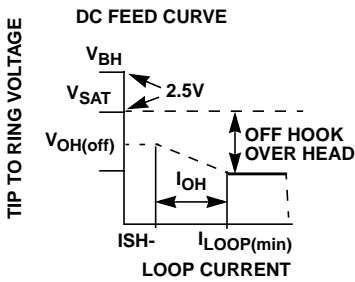 DC FEED CURVE
TIP TO RING VOLTAGE
VBH
2.5V
VSAT
VOH(off)
OFF HOOK
OVER HEAD
IOH
ISH-
ILOOP(min)
LOOP CURRENT